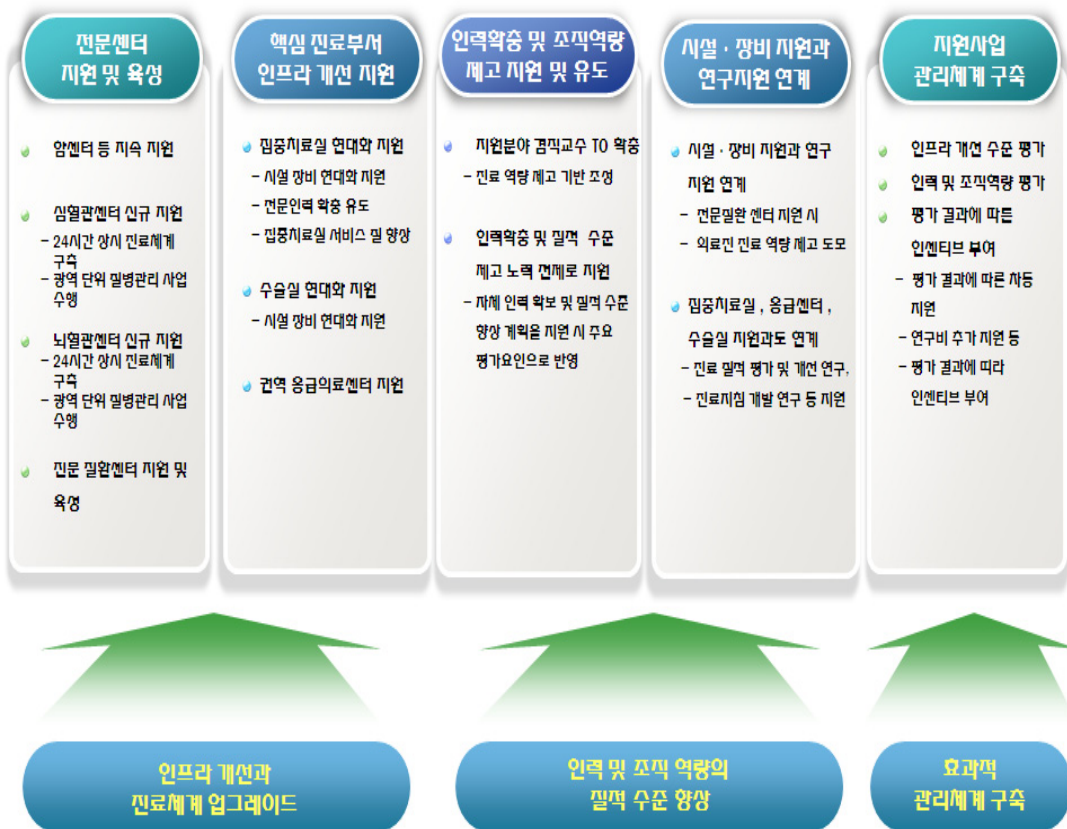 전문센터
지원 및 육성
암센터 등 지속 지원
심혈관센터 신규 지원
- 24시간 상시 진료체계
구축
- 광역 단위 질병관리 사업
수행
뇌혈관센터 신규 지원
- 24시간 상시 진료체계
구축
- 광역 단위 질병관리 사업
수행
전문 질환센터 지원 및
육성
핵심 진료부서
인프라 개선 지원
집중치료실 현대화 지원
- 시설 장비 현대화 지원
- 전문인력 확충 유도
- 집중치료실 서비스 질 향상
수술실 현대화 지원
- 시설 장비 현대화 지원
권역 응급의료센터 지원
인력확충 및 조직역량
제고 지원 및 유도
지원분야 겸직교수 TO 확충
- 진료 역량 제고 기반 조성
인력확충 및 질적 수준
제고 노력 전제로 지원
- 자체 인력 확보 및 질적 수준
향상 계획을 지원 시 주요
평가요인으로 반영
시설 · 장비 지원과
연구지원 연계
시설 · 장비 지원과 연구
지원 연계
- 전문질환 센터 지원 시
- 의료진 진료 역량 제고 도모
집중치료실 , 응급센터 ,
수술실 지원과도 연계
- 진료 질적 평가 및 개선 연구,
- 진료지침 개발 연구 등 지원
지원사업
관리체계 구축
인프라 개선 수준 평가
인력 및 조직역량 평가
평가 결과에 따른
인센티브 부여
- 평가 결과에 따른 차등
지원
- 연구비 추가 지원 등
- 평가 결과에 따라
인센티브 부여
인프라 개선과
진료체계 업그레이드
인력 및 조직 역량의
질적 수준 향상
효과적
관리체계 구축